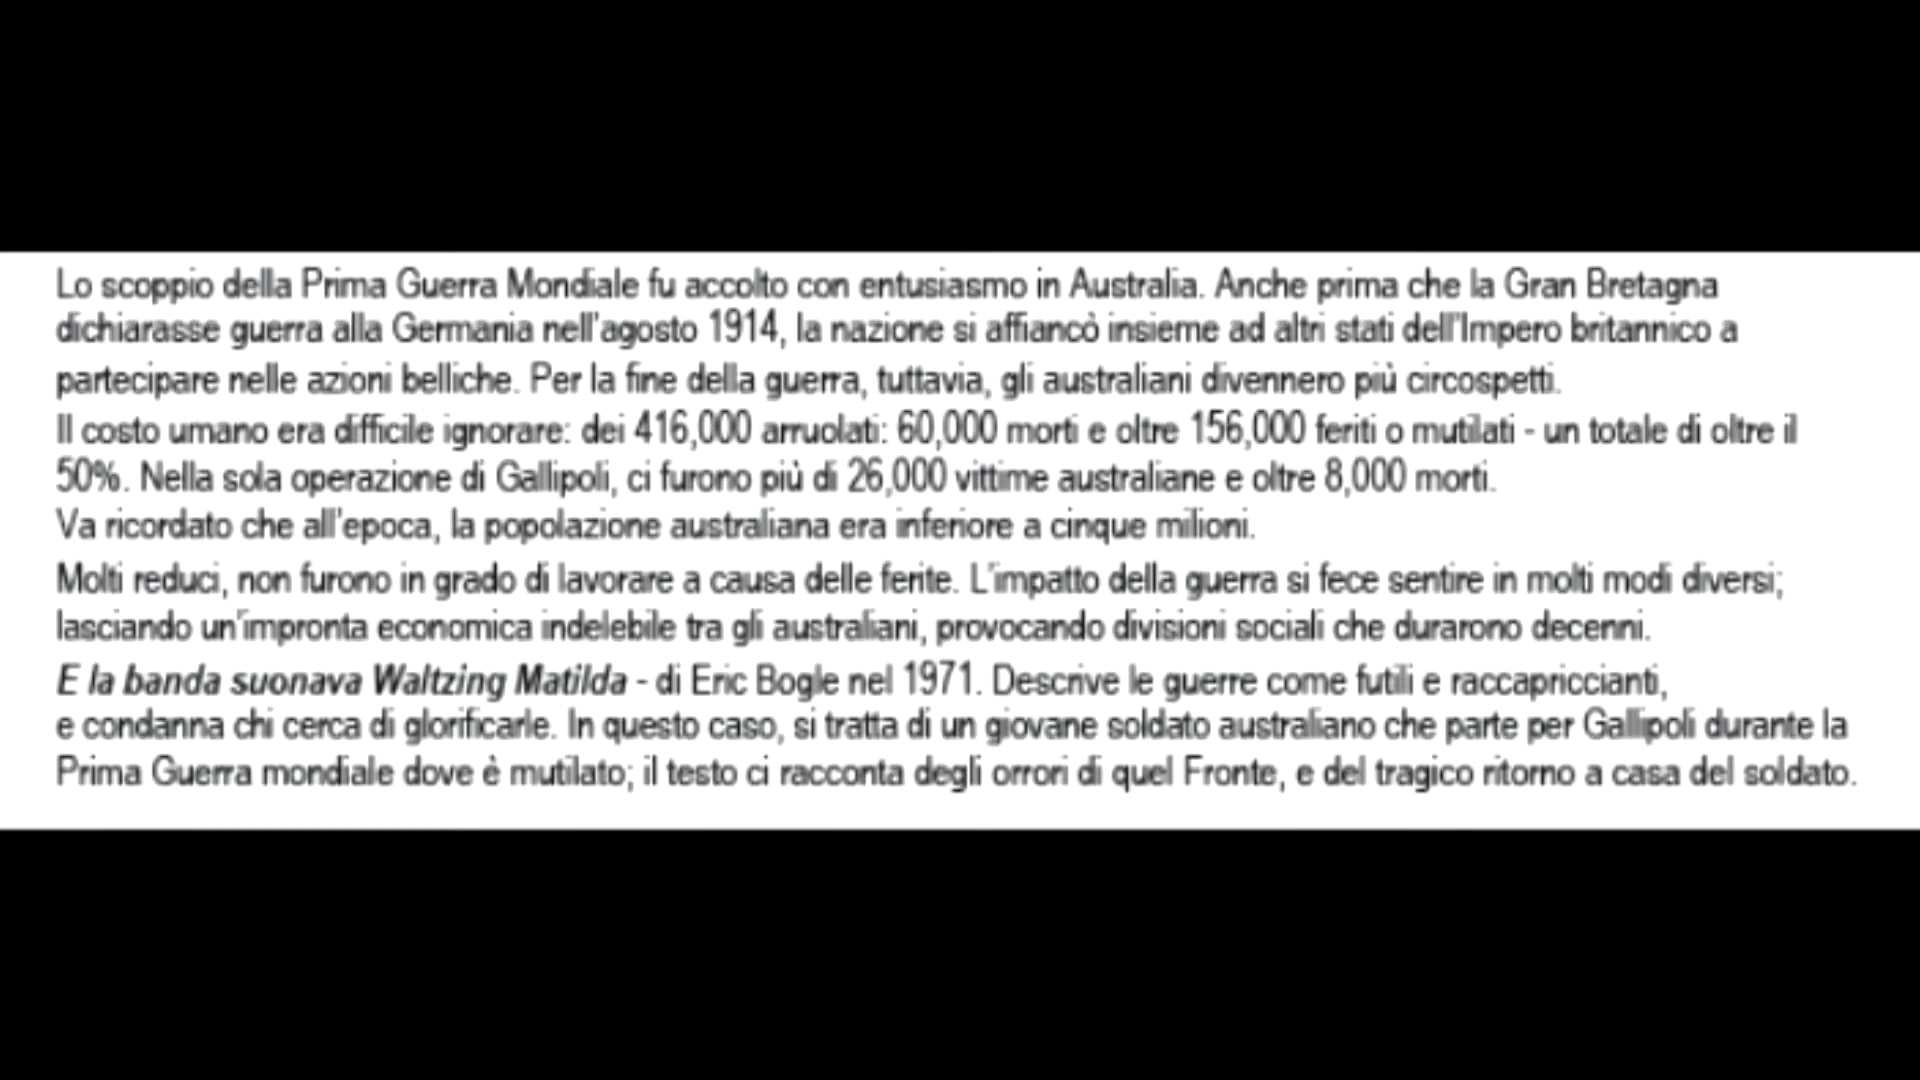 Lo scoppio della Prima Guerra Mondiale fu accolto con entusiasmo in Australia. Anche prima che la Gran Bretagna
dichiarasse guerra alla Germania nell'agosto 1914, la nazione si affiancò insieme ad altri stati dell'Impero britannico a
partecipare nelle azioni belliche. Per la fine della guerra, tuttavia, gli australiani divennero più circospetti.
Il costo umano era difficile ignorare: dei 416,000 arruolati: 60,000 morti e oltre 156,000 feriti o mutilati - un totale di oltre il
50%. Nella sola operazione di Gallipoli, ci furono più di 26,000 vittime australiane e oltre 8,000 morti.
Va ricordato che all'epoca, la popolazione australiana era inferiore a cinque milioni.
Molti reduci, non furono in grado di lavorare a causa delle ferite. L'impatto della guerra si fece sentire in molti modi diversi;
lasciando un'impronta economica indelebile tra gli australiani, provocando divisioni sociali che durarono decenni.
E la banda suonava Waltzing Matilda - di Eric Bogle nel 1971. Descrive le guerre come futili e raccapriccianti,
e condanna chi cerca di glorificarle. In questo caso, si tratta di un giovane soldato australiano che parte per Gallipoli durante la
Prima Guerra mondiale dove è mutilato; il testo ci racconta degli orrori di quel Fronte, e del tragico ritorno a casa del soldato.